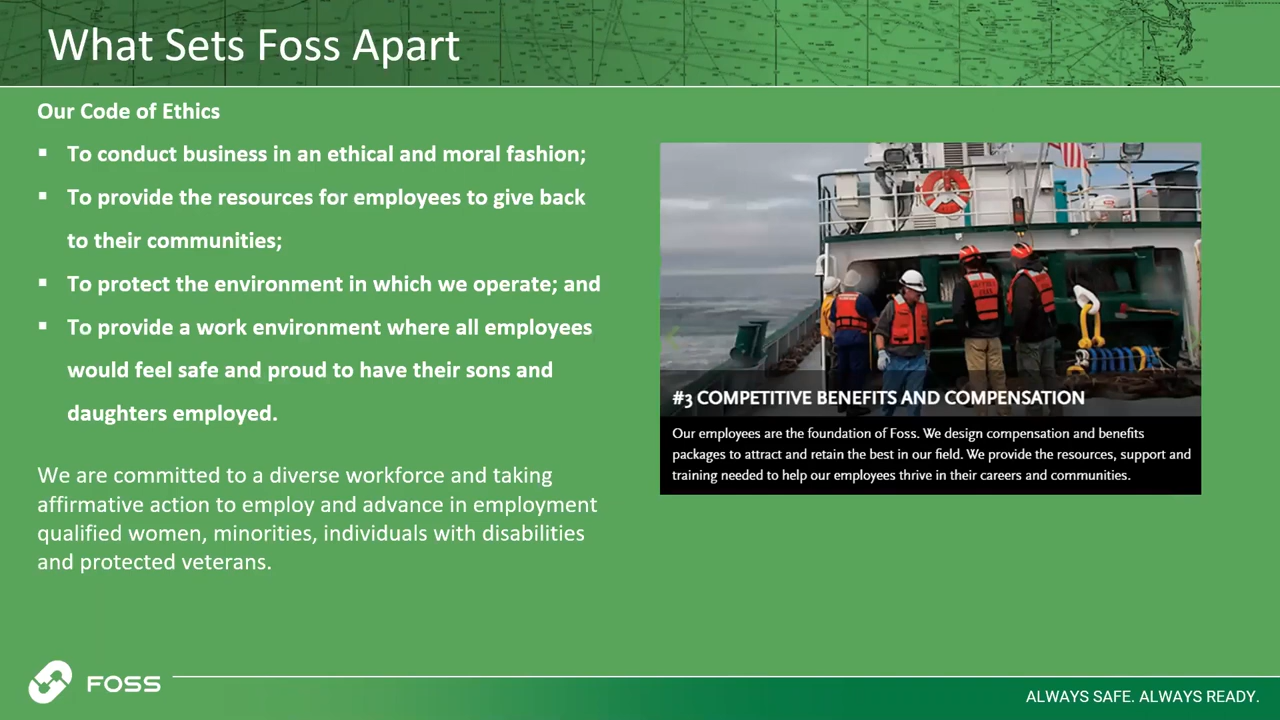 What Sets Foss Apart
Our Code of Ethics
▪ To conduct business in an ethical and moral fashion;
▪ To provide the resources for employees to give back
to their communities;
▪ To protect the environment in which we operate; and
▪ To provide a work environment where all employees
would feel safe and proud to have their sons and
daughters employed.
We are committed to a diverse workforce and taking
affirmative action to employ and advance in employment
qualified women, minorities, individuals with disabilities
and protected veterans.
#3 COMPETITIVE BENEFITS AND COMPENSATION
Our employees are the foundation of Foss. We design compensation and benefits
packages to attract and retain the best in our field. We provide the resources, support and
training needed to help our employees thrive in their careers and communities.
FOSS
ALWAYS SAFE. ALWAYS READY.